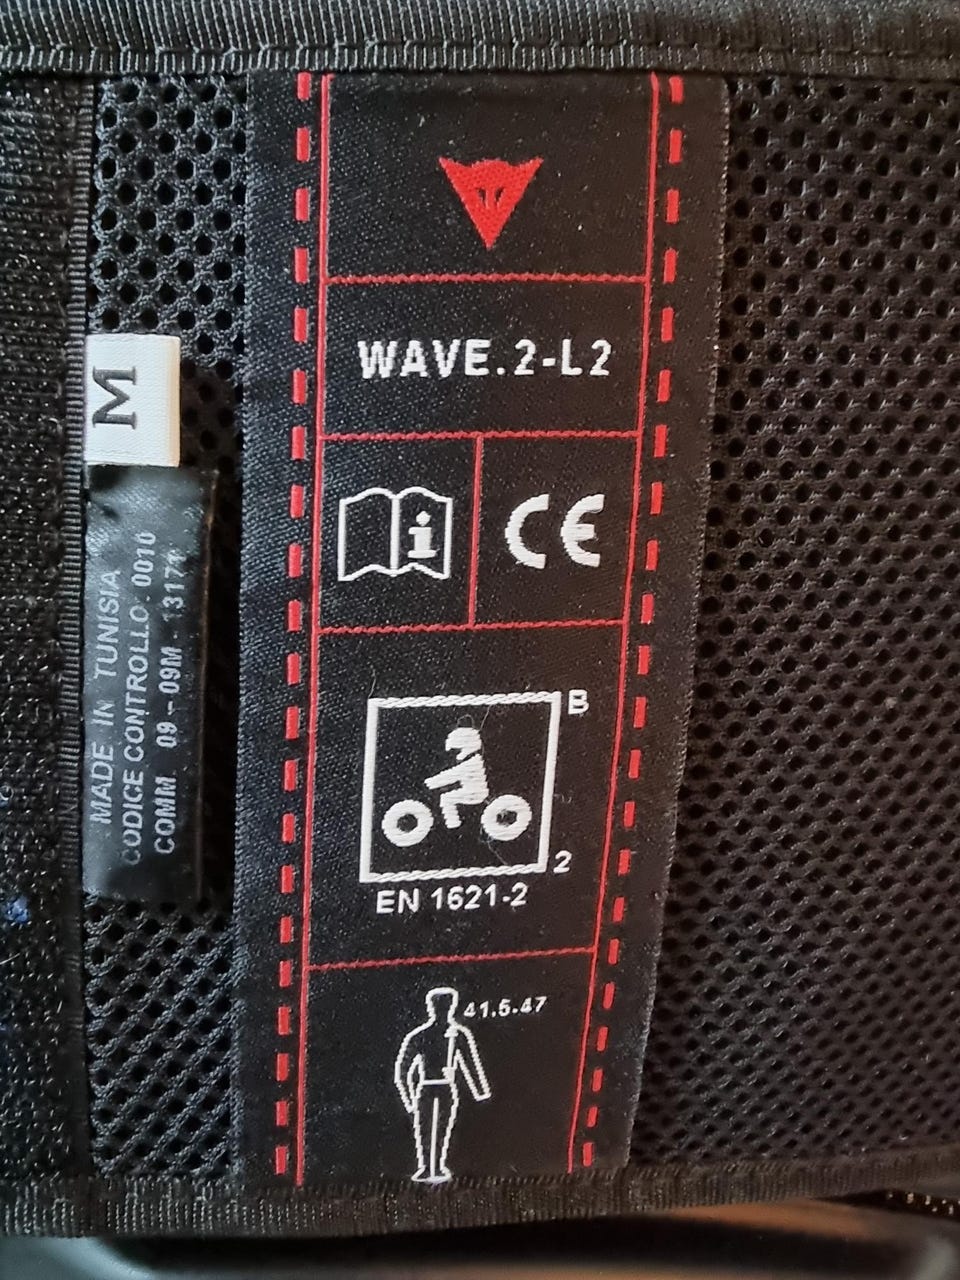 M
MADE IN TUNISIA
CODICE CONTROLLO: 0010
COMM. 09-09M-
WAVE.2-L2
i
CE
B
2
EN 1621-2
41.5.47